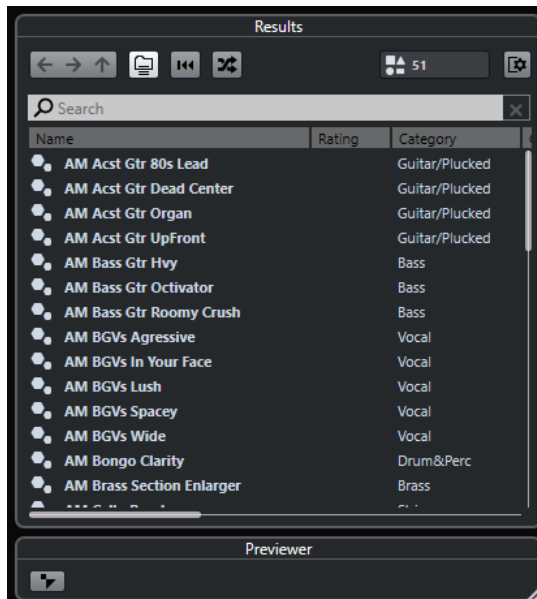 Results
51
Search
Name Rating Category
AM Acst Gtr 80s Lead Guitar/Plucked
AM Acst Gtr Dead Center Guitar/Plucked
AM Acst Gtr Organ Guitar/Plucked
AM Acst Gtr UpFront Guitar/Plucked
AM Bass Gtr Hvy Bass
AM Bass Gtr Octivator Bass
AM Bass Gtr Roomy Crush Bass
AM BGVs Agressive Vocal
AM BGVs In Your Face Vocal
AM BGVs Lush Vocal
AM BGVs Spacey Vocal
AM BGVs Wide Vocal
AM Bongo Clarity Drum&Perc
AM Brass Section Enlarger Brass
Previewer